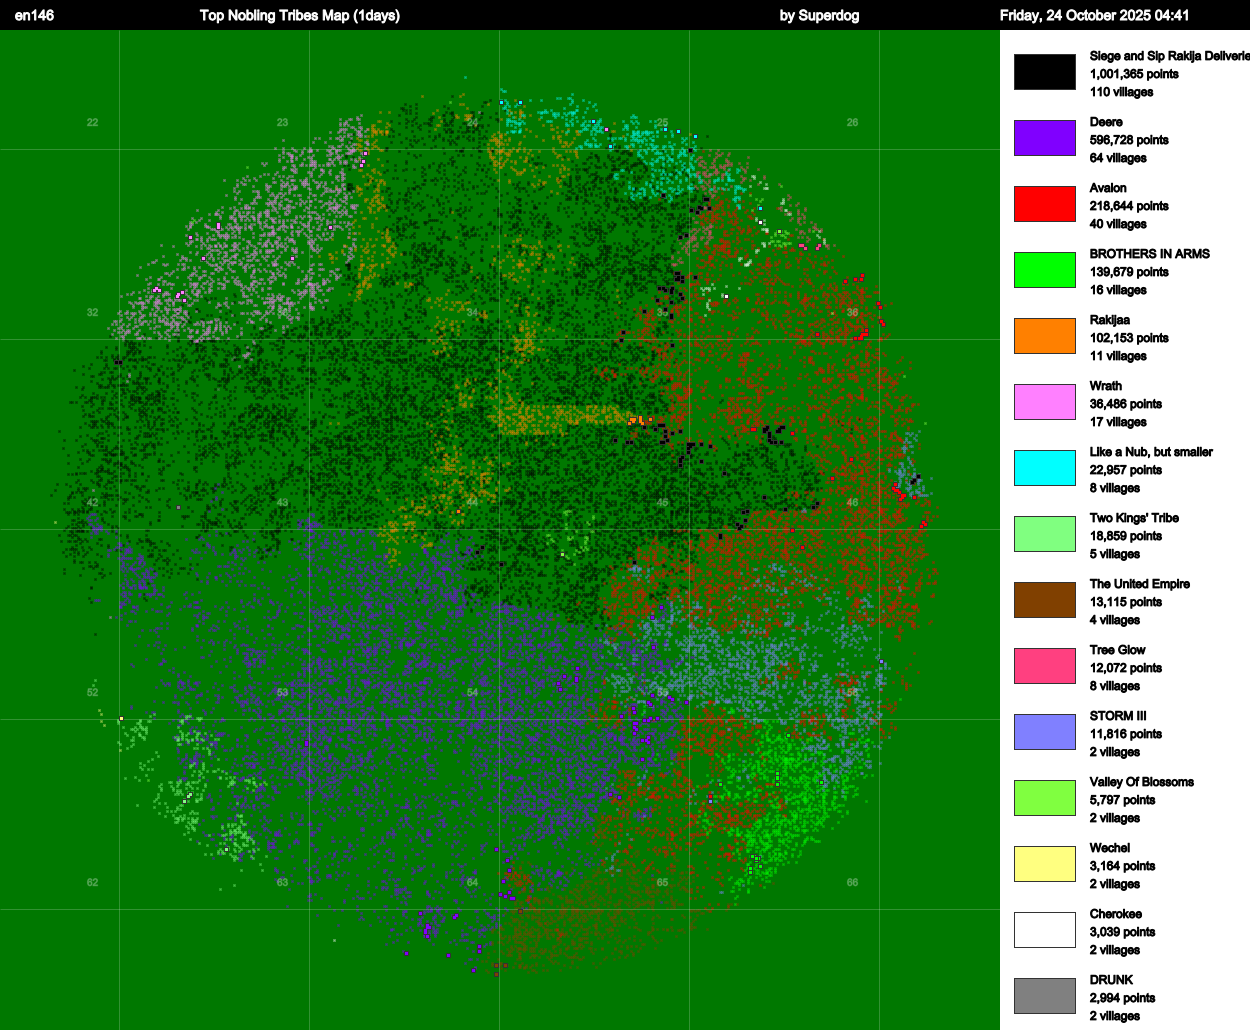 en146 Top Nobling Tribes Map (1days) by Superdog Friday, 24 October 2025 04:41
Siege and Sip Rakija Deliverie
1,001,365 points
110 villages
Deere
596,728 points
64 villages
Avalon
218,644 points
40 villages
BROTHERS IN ARMS
139,679 points
16 villages
Rakijaa
102,153 points
11 villages
Wrath
36,486 points
17 villages
Like a Nub, but smaller
22,957 points
8 villages
Two Kings' Tribe
18,859 points
5 villages
The United Empire
13,115 points
4 villages
Tree Glow
12,072 points
8 villages
STORM III
11,816 points
2 villages
Valley Of Blossoms
5,797 points
2 villages
Wechel
3,164 points
2 villages
Cherokee
3,039 points
2 villages
DRUNK
2,994 points
2 villages
22 23 24 25 26
32 34 35 36
42 43 44 45 46
52 53 54 55 56
62 63 64 65 66